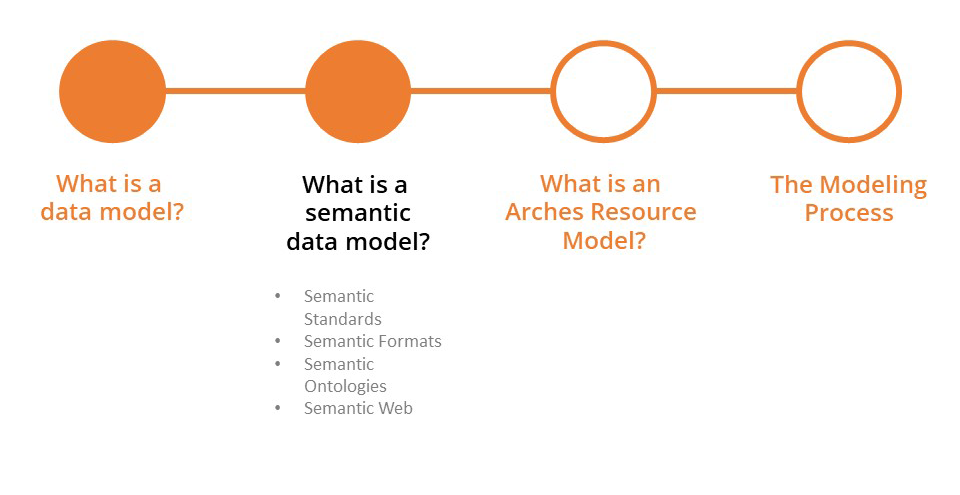 What is a
data model?
What is a
semantic
data model?
• Semantic
Standards
• Semantic Formats
• Semantic
Ontologies
• Semantic Web
What is an
Arches Resource
Model?
The Modeling
Process